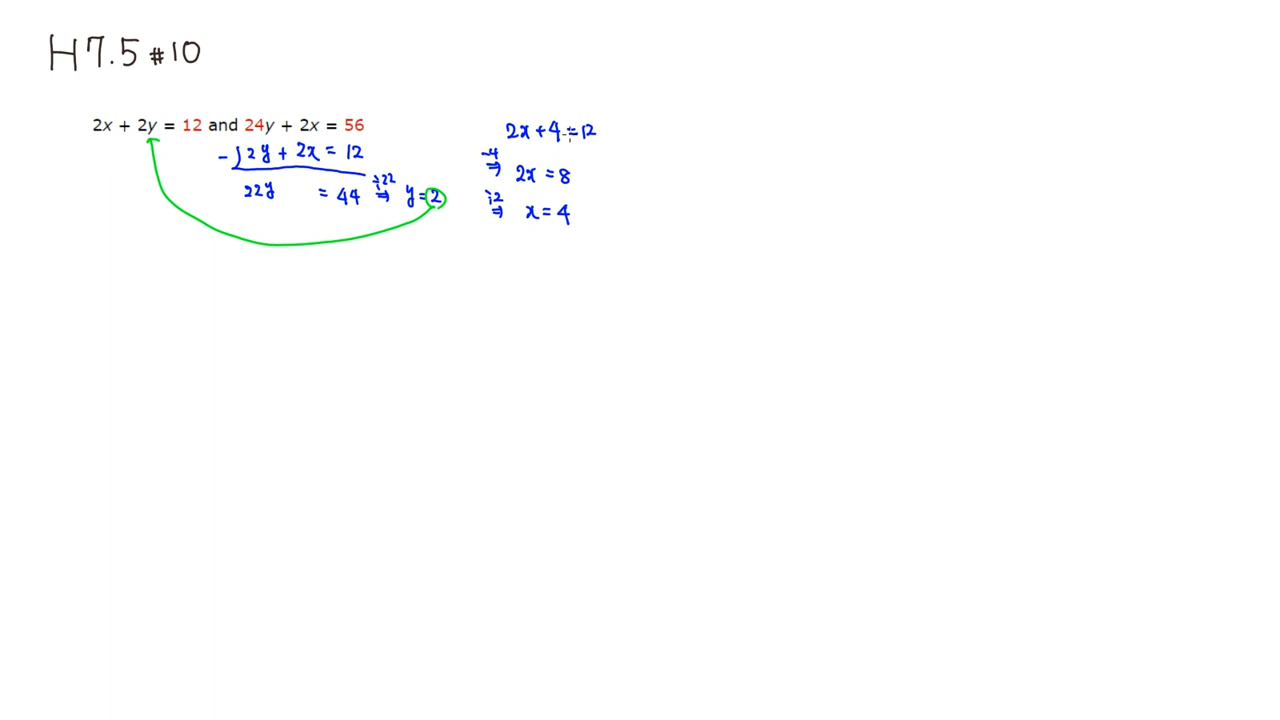 H7.5 #10
2x + 2y = 12 and 24y + 2x = 56
-) 2y + 2x = 12
22y = 44 ÷22 ⇒ y = 2
2x + 4 = 12
-4 ⇒ 2x = 8
÷2 ⇒ x = 4